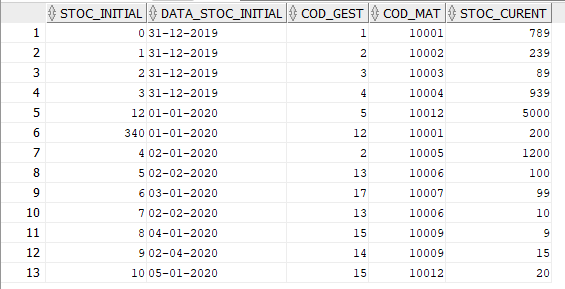 STOC_INITIAL DATA_STOC_INITIAL COD_GEST COD_MAT STOC_CURENT
1 0 31-12-2019 1 10001 789
2 1 31-12-2019 2 10002 239
3 2 31-12-2019 3 10003 89
4 3 31-12-2019 4 10004 939
5 12 01-01-2020 5 10012 5000
6 340 01-01-2020 12 10001 200
7 4 02-01-2020 2 10005 1200
8 5 02-02-2020 13 10006 100
9 6 03-01-2020 17 10007 99
10 7 02-02-2020 13 10006 10
11 8 04-01-2020 15 10009 9
12 9 02-04-2020 14 10009 15
13 10 05-01-2020 15 10012 20